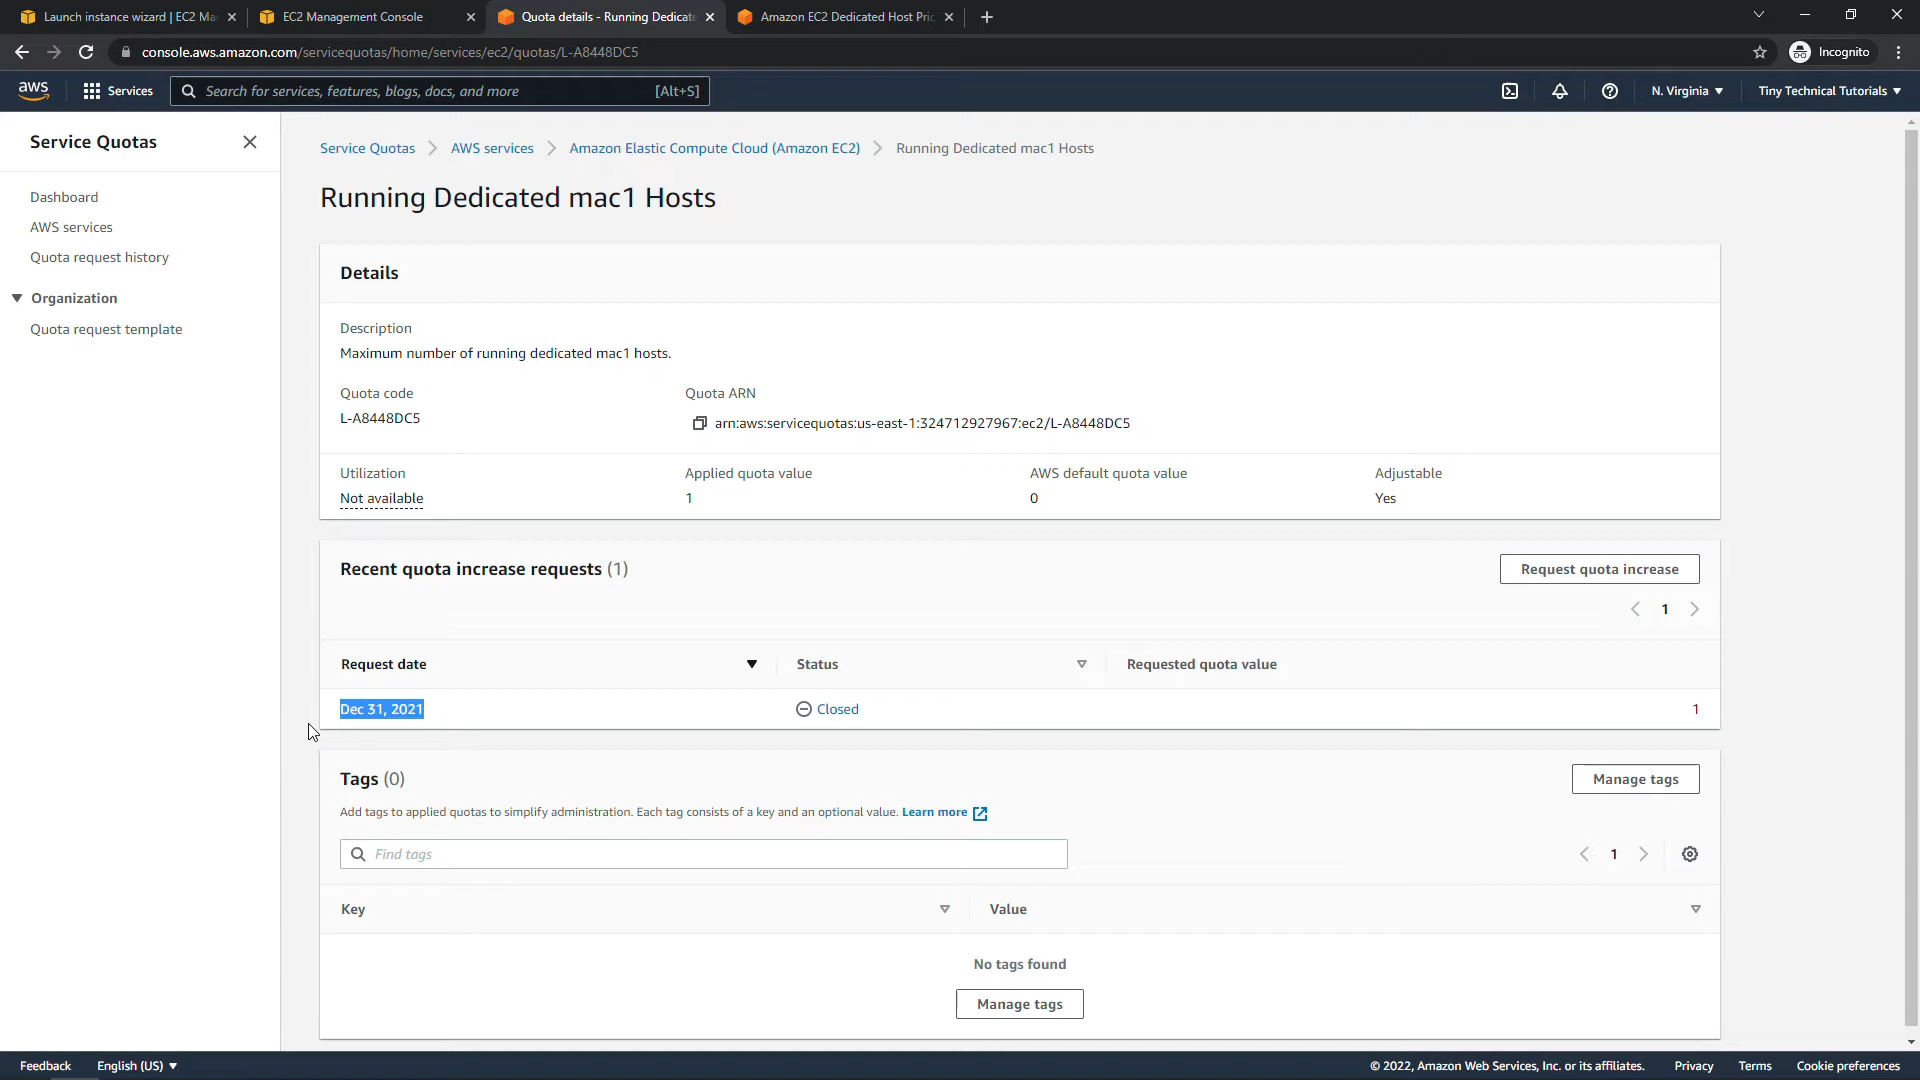 Launch instance wizard | EC2 Ma
EC2 Management Console
Quota details - Running Dedicate
Amazon EC2 Dedicated Host Pric
console.aws.amazon.com/servicequotas/home/services/ec2/quotas/L-A8448DC5
Incognito
aws
Services
Search for services, features, blogs, docs, and more
[Alt+S]
N. Virginia
Tiny Technical Tutorials
Service Quotas
Dashboard
AWS services
Quota request history
Organization
Quota request template
Service Quotas
AWS services
Amazon Elastic Compute Cloud (Amazon EC2)
Running Dedicated mac1 Hosts
Running Dedicated mac1 Hosts
Details
Description
Maximum number of running dedicated mac1 hosts.
Quota code
L-A8448DC5
Quota ARN
arn:aws:servicequotas:us-east-1:324712927967:ec2/L-A8448DC5
Utilization
Not available
Applied quota value
1
AWS default quota value
0
Adjustable
Yes
Recent quota increase requests (1)
Request quota increase
1
Request date
Status
Requested quota value
Dec 31, 2021
Closed
1
Tags (0)
Manage tags
Add tags to applied quotas to simplify administration. Each tag consists of a key and an optional value. Learn more
Find tags
1
Key
Value
No tags found
Manage tags
Feedback
English (US)
© 2022, Amazon Web Services, Inc. or its affiliates.
Privacy
Terms
Cookie preferences